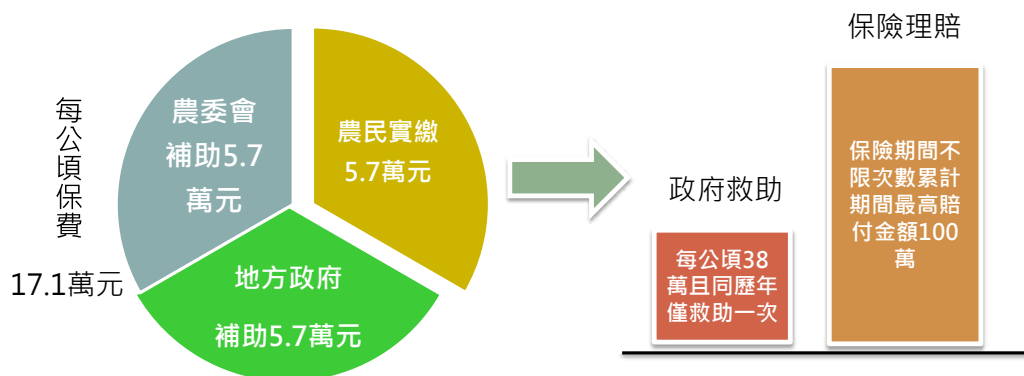 每公頃保費
17.1萬元
農委會
補助5.7
萬元
農民實繳
5.7萬元
地方政府
補助5.7萬元
政府救助
每公頃38
萬且同歷年
僅救助一次
保險理賠
保險期間不
限次數累計
期間最高賠
付金額100
萬